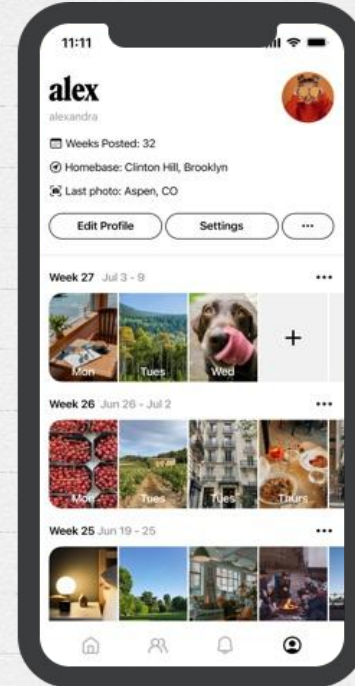 11:11
alex
alexandra
Weeks Posted: 32
Homebase: Clinton Hill, Brooklyn
Last photo: Aspen, CO
Edit Profile Settings ...
Week 27 Jul 3 - 9 ...
Mon Tues Wed +
Week 26 Jun 26 - Jul 2 ...
Mon Tues Tues Thurs
Week 25 Jun 19 - 25 ...